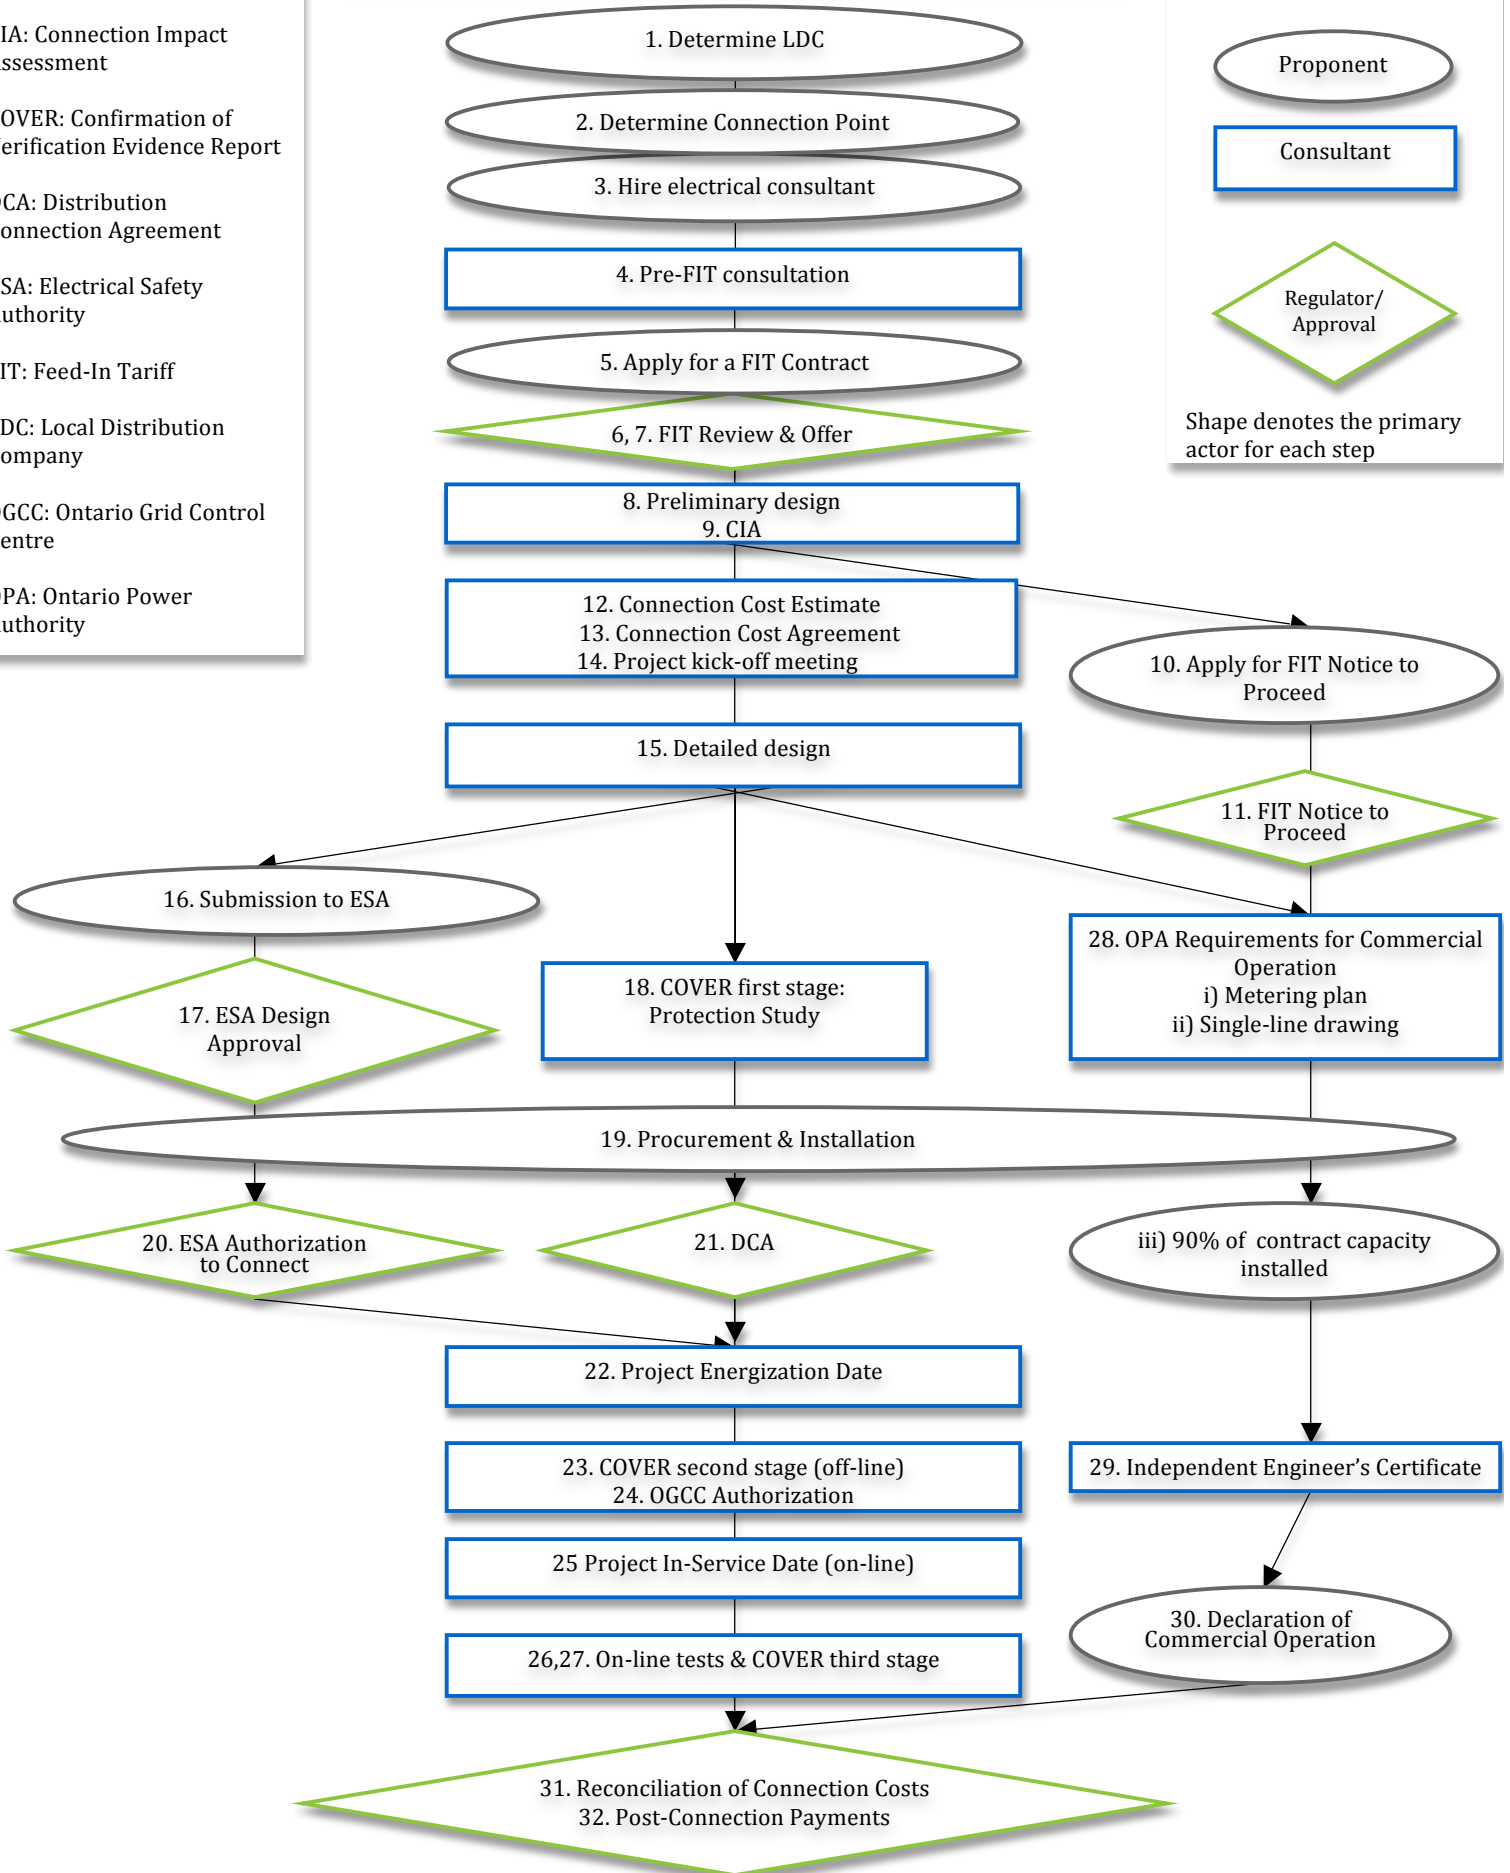 IA: Connection Impact
ssessment
OVER: Confirmation of
erification Evidence Report
CA: Distribution
onnection Agreement
SA: Electrical Safety
uthority
IT: Feed-In Tariff
DC: Local Distribution
ompany
GCC: Ontario Grid Control
entre
PA: Ontario Power
uthority
1. Determine LDC
2. Determine Connection Point
3. Hire electrical consultant
4. Pre-FIT consultation
5. Apply for a FIT Contract
6, 7. FIT Review & Offer
8. Preliminary design
9. CIA
12. Connection Cost Estimate
13. Connection Cost Agreement
14. Project kick-off meeting
15. Detailed design
Proponent
Consultant
Regulator/
Approval
Shape denotes the primary
actor for each step
10. Apply for FIT Notice to
Proceed
11. FIT Notice to
Proceed
16. Submission to ESA
17. ESA Design
Approval
18. COVER first stage:
Protection Study
28. OPA Requirements for Commercial
Operation
i) Metering plan
ii) Single-line drawing
19. Procurement & Installation
20. ESA Authorization
to Connect
21. DCA
iii) 90% of contract capacity
installed
22. Project Energization Date
23. COVER second stage (off-line)
24. OGCC Authorization
29. Independent Engineer’s Certificate
25 Project In-Service Date (on-line)
30. Declaration of
Commercial Operation
26,27. On-line tests & COVER third stage
31. Reconciliation of Connection Costs
32. Post-Connection Payments